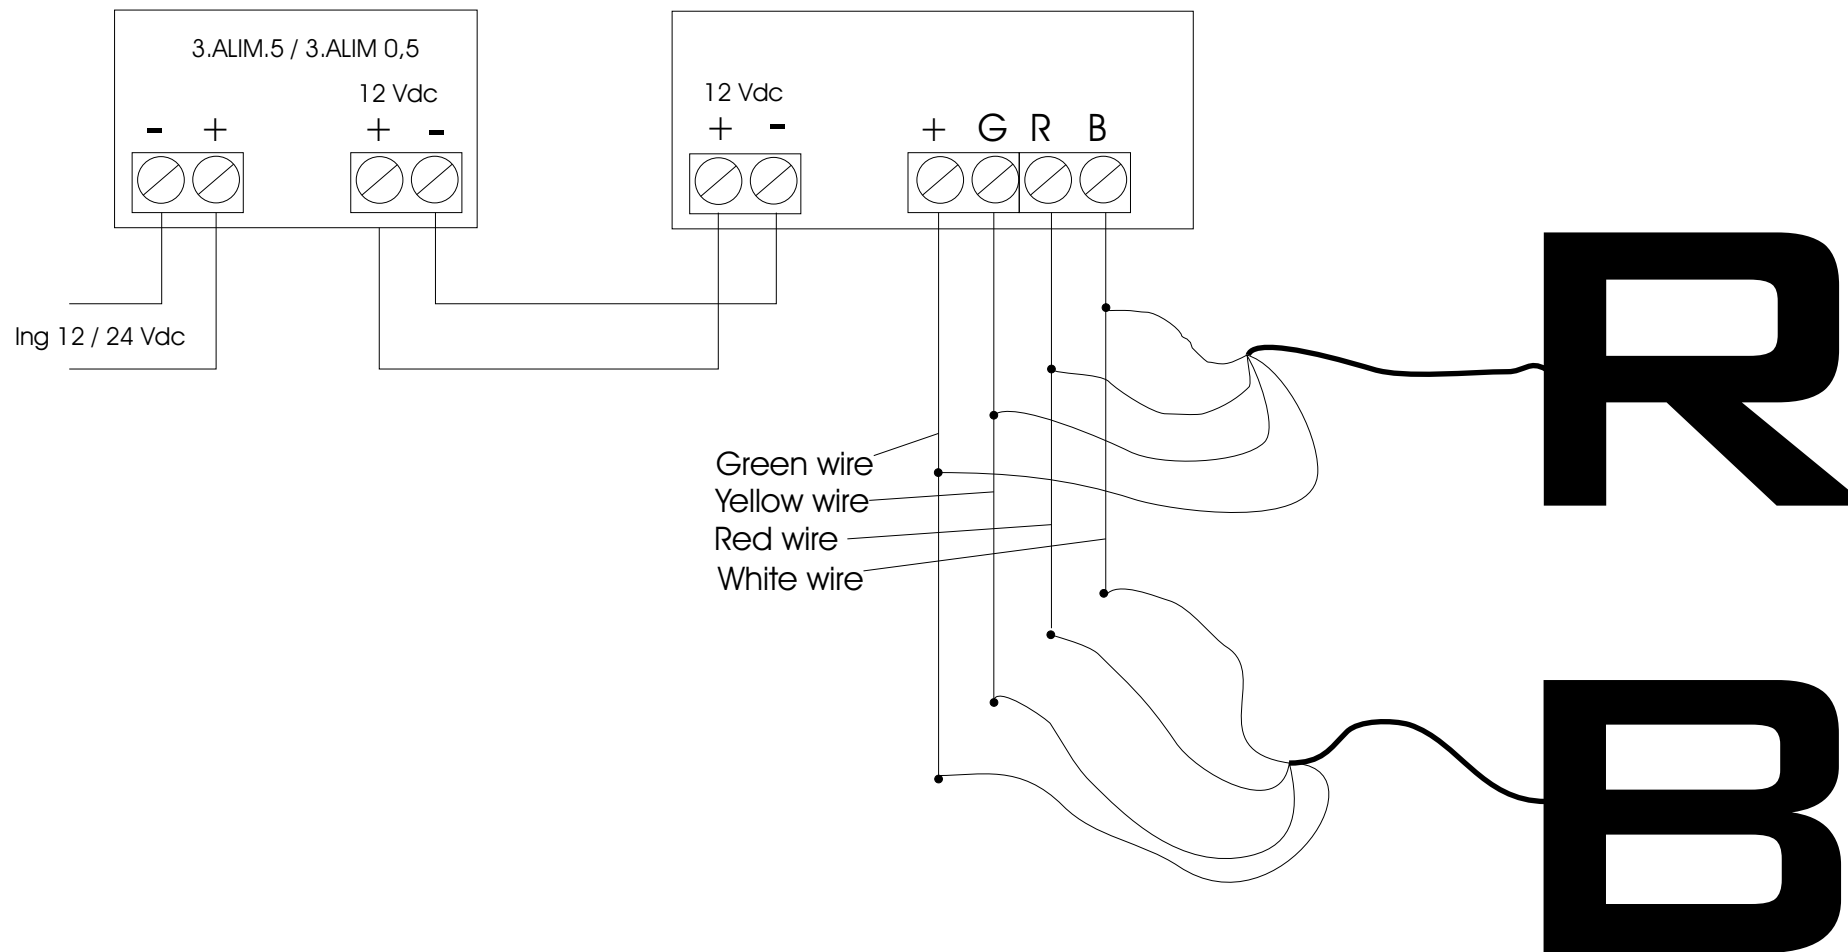 3.ALIM.5 / 3.ALIM 0,5
12 Vdc
- + + -
12 Vdc
+ -
+ G R B
Ing 12 / 24 Vdc
Green wire
Yellow wire
Red wire
White wire
R
B